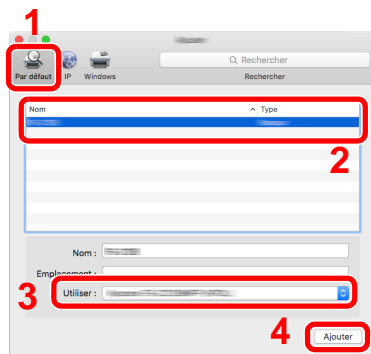 1
Rechercher
Par défaut IP Windows Rechercher
Nom Type
2
Nom :
Emplacement :
3 Utiliser :
4 Ajouter